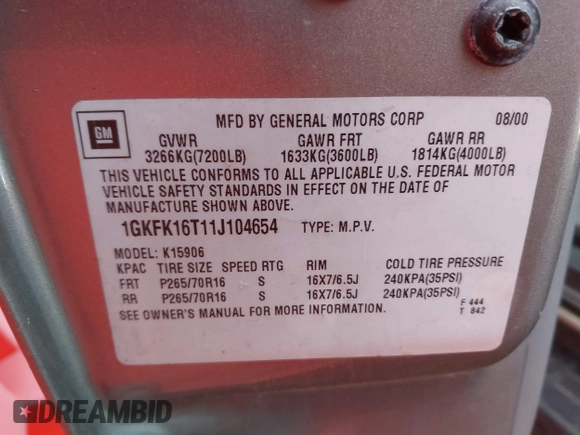 GM
MFD BY GENERAL MOTORS CORP 08/00
GVWR GAWR FRT GAWR RR
3266KG(7200LB) 1633KG(3600LB) 1814KG(4000LB)
THIS VEHICLE CONFORMS TO ALL APPLICABLE U.S. FEDERAL MOTOR
VEHICLE SAFETY STANDARDS IN EFFECT ON THE DATE OF
MANUFACTURE SHOWN ABOVE.
1GKFK16T11J104654 TYPE: M.P.V.
MODEL: K15906
KPAC TIRE SIZE SPEED RTG RIM COLD TIRE PRESSURE
FRT P265/70R16 S 16X7/6.5J 240KPA(35PSI)
RR P265/70R16 S 16X7/6.5J 240KPA(35PSI)
SEE OWNER'S MANUAL FOR MORE INFORMATION.
F 444
T 842
DREAMBID